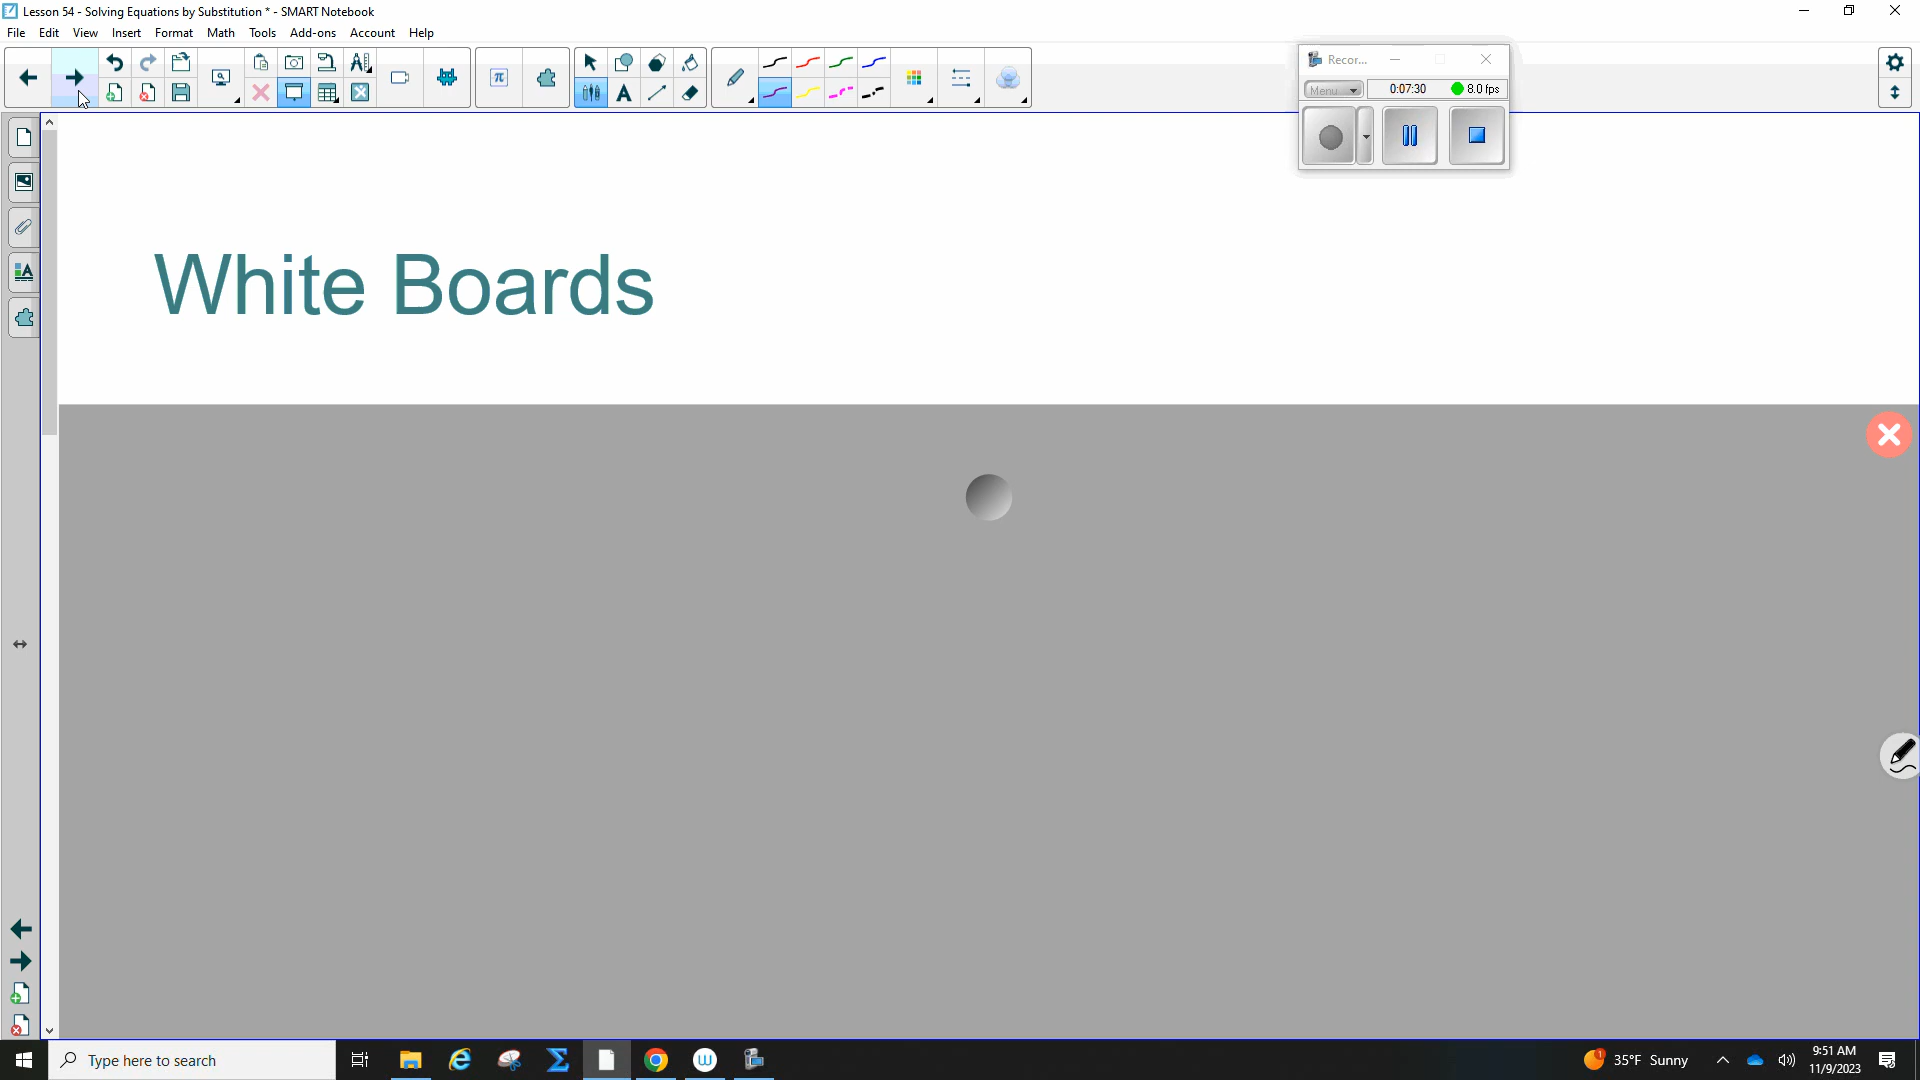 Lesson 54 - Solving Equations by Substitution * - SMART Notebook
File Edit View Insert Format Math Tools Add-ons Account Help
Recor...
Menu 0:07:30 8.0 fps
White Boards
Type here to search
35°F Sunny
9:51 AM
11/9/2023